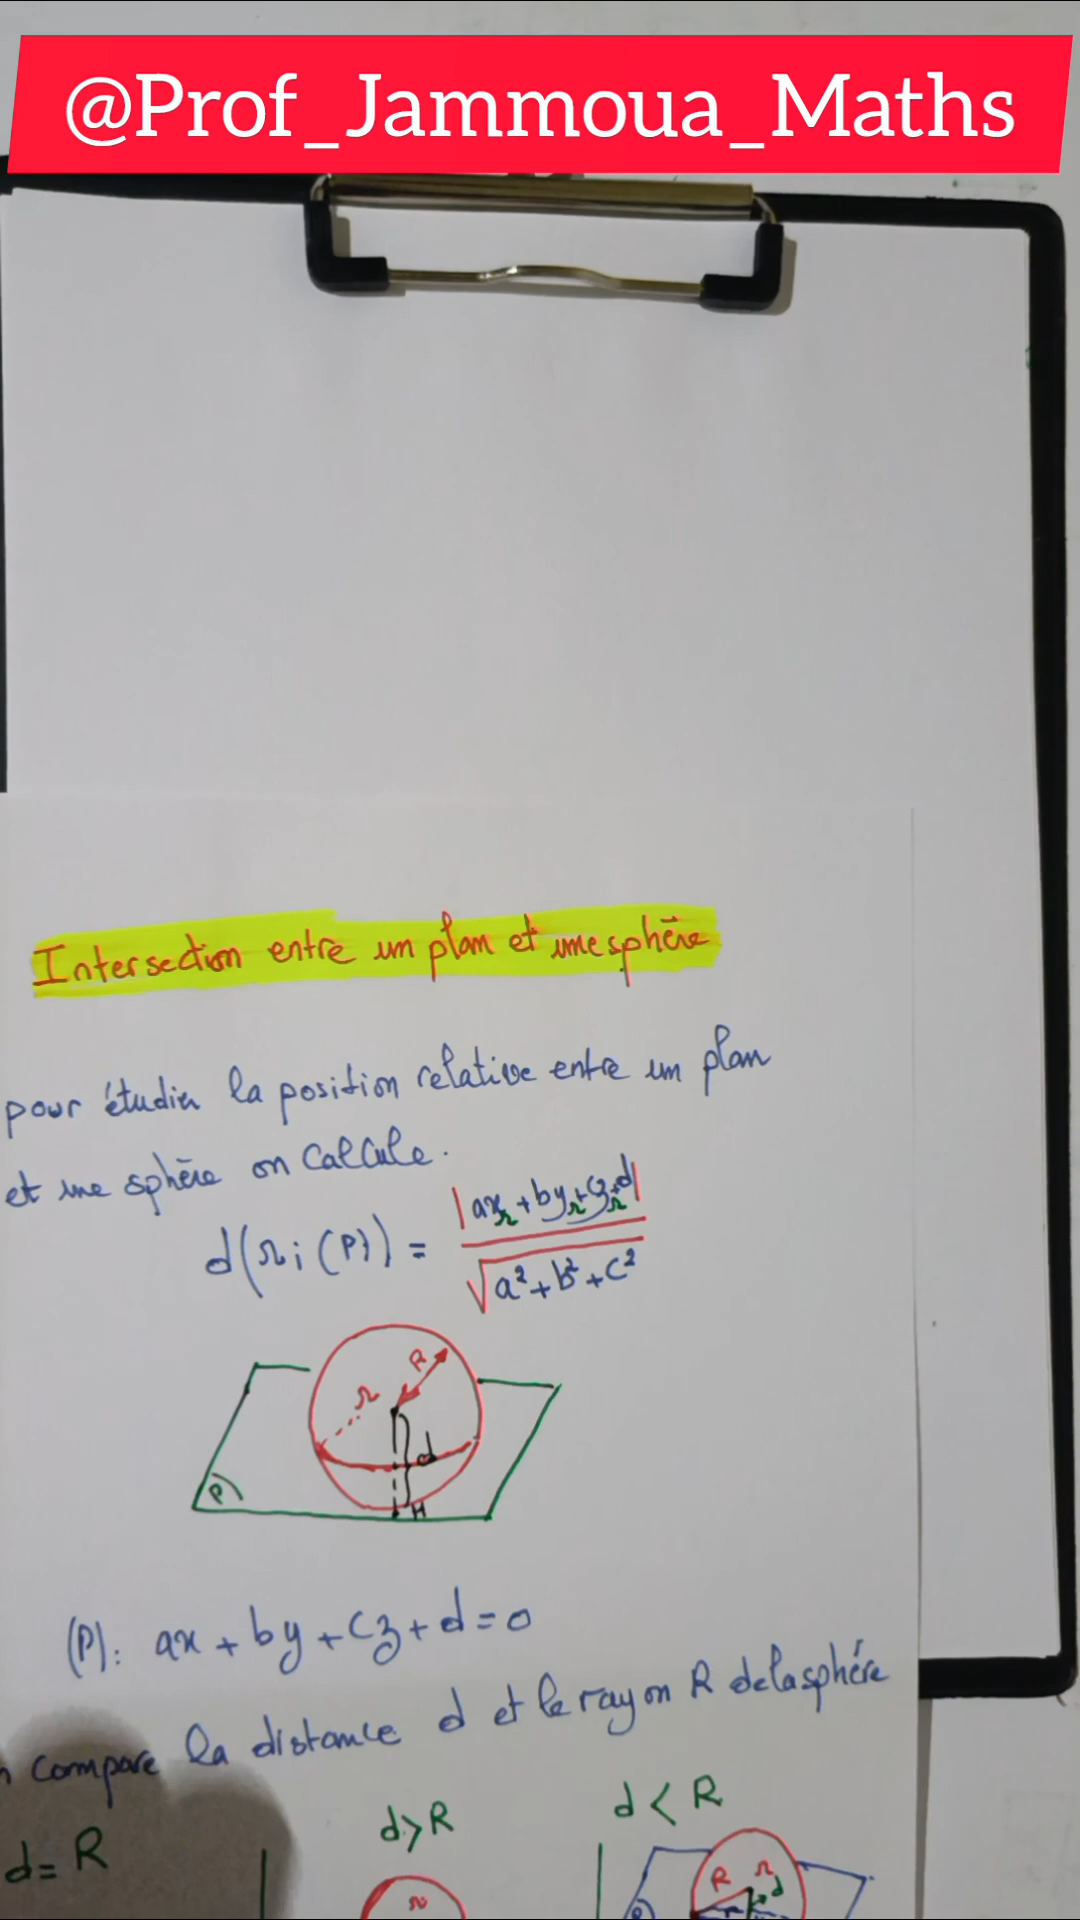 @Prof_Jammoua_Maths
Intersection entre un plan et une sphère
pour étudier la position relative entre un plan
et une sphère on calcule.
d(Ω; (P)) = |ax_Ω + by_Ω + cz_Ω + d| / √(a² + b² + c²)
R
Ω
d
(P)
H
(P): ax + by + cz + d = 0
compare la distance d et le rayon R de la sphère
d = R
d > R
d < R
Ω
R Ω
d